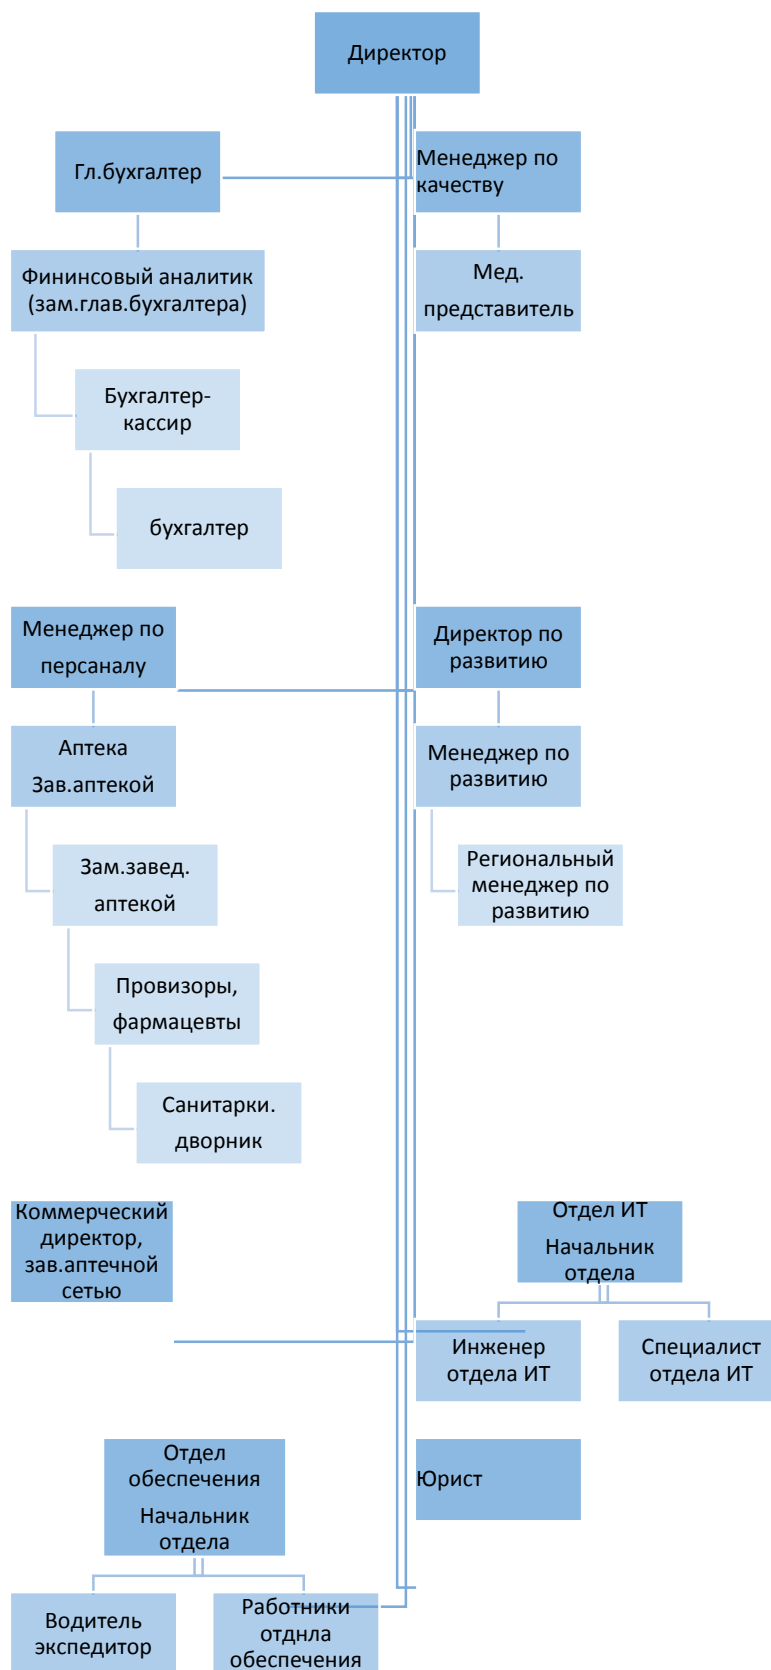 Директор
Гл.бухгалтер
Менеджер по
качеству
Фининсовый аналитик
(зам.глав.бухгалтера)
Мед.
представитель
Бухгалтер-
кассир
бухгалтер
Менеджер по
персаналу
Директор по
развитию
Аптека
Зав.аптекой
Менеджер по
развитию
Зам.завед.
аптекой
Региональный
менеджер по
развитию
Провизоры,
фармацевты
Санитарки.
дворник
Коммерческий
директор,
зав.аптечной
сетью
Отдел ИТ
Начальник
отдела
Инженер
отдела ИТ
Специалист
отдела ИТ
Отдел
обеспечения
Начальник
отдела
Юрист
Водитель
экспедитор
Работники
отднла
обеспечения